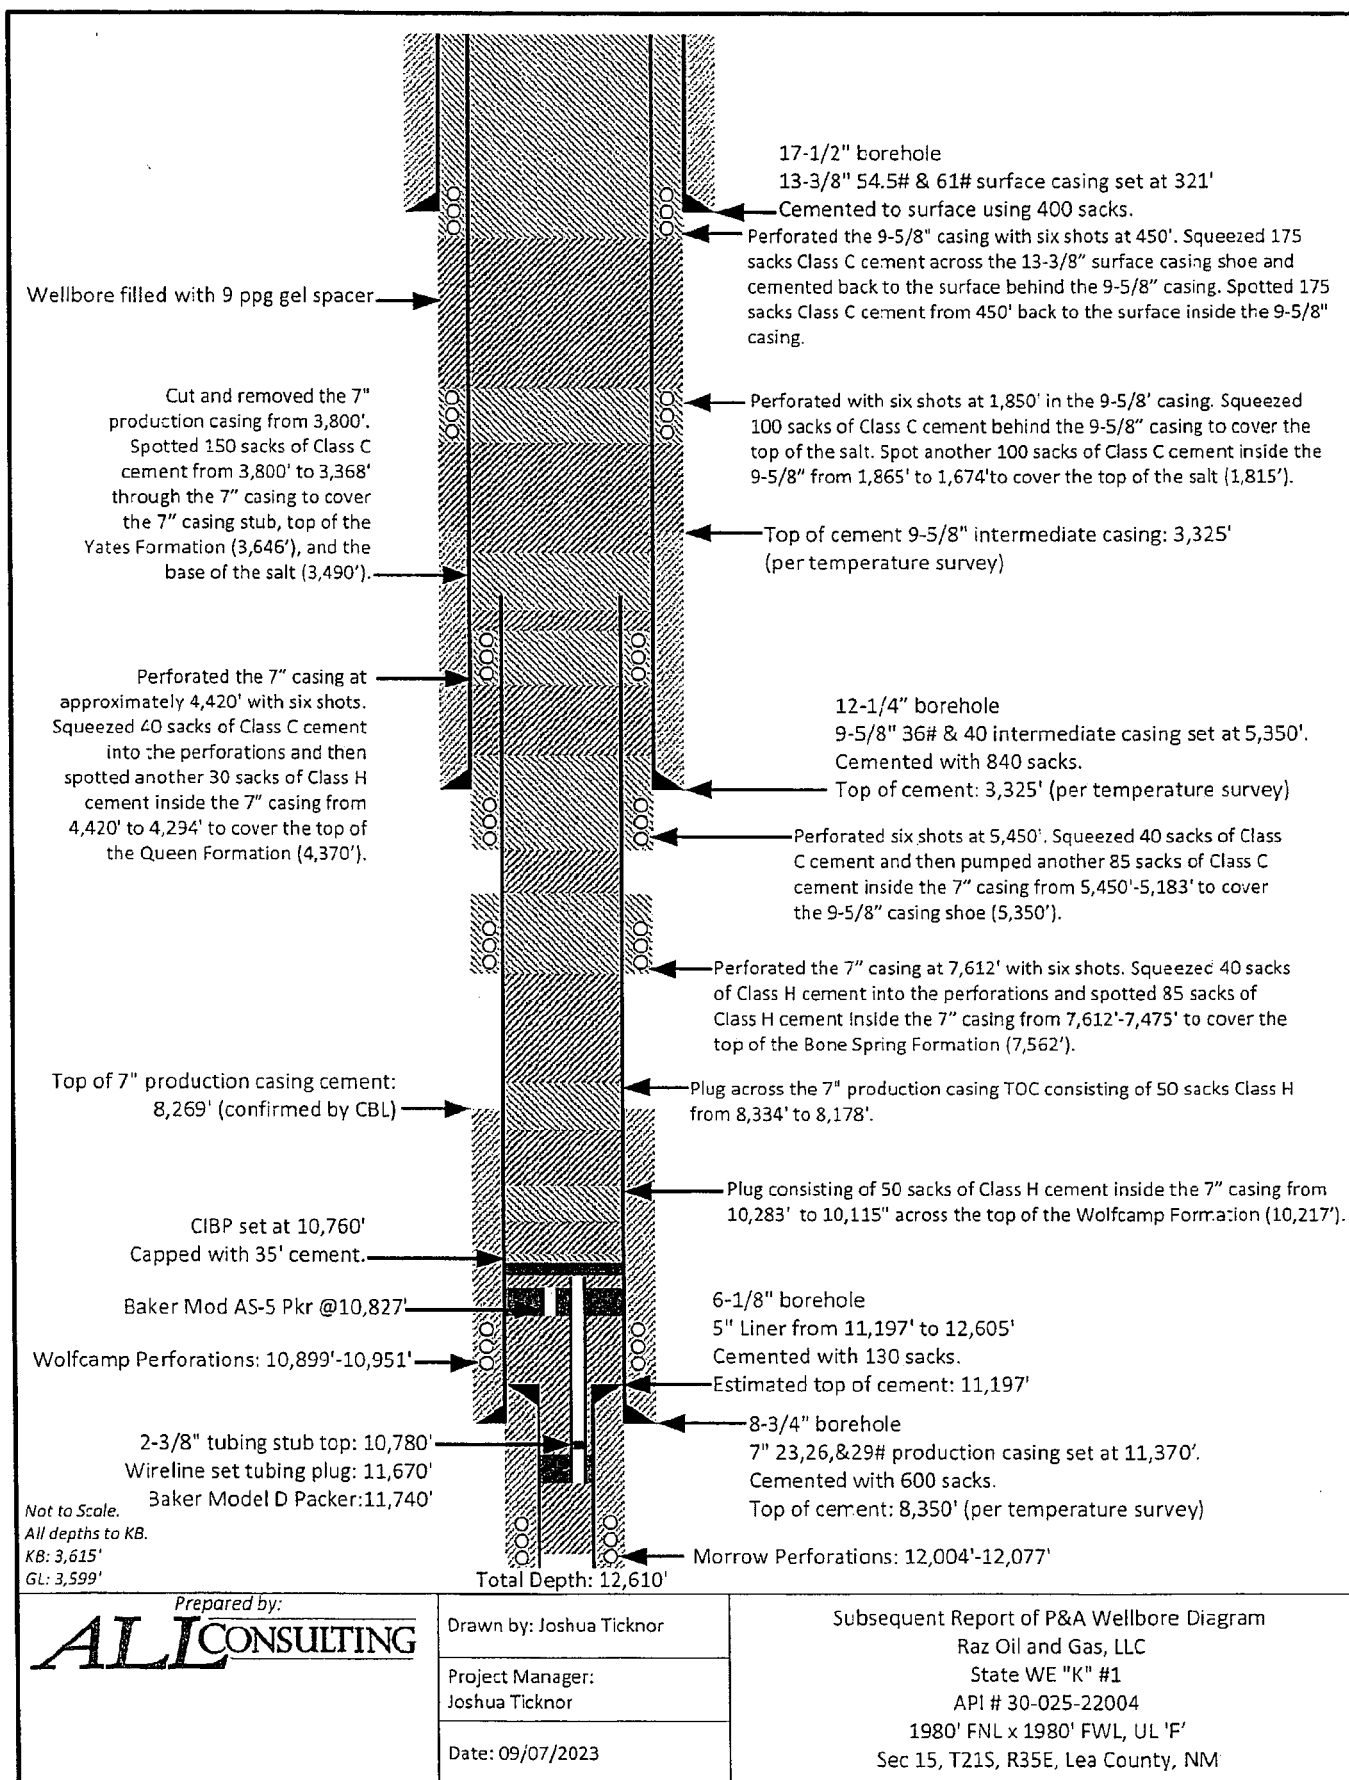 17-1/2" borehole
13-3/8" 54.5# & 61# surface casing set at 321'
Cemented to surface using 400 sacks.
Perforated the 9-5/8" casing with six shots at 450'. Squeezed 175
sacks Class C cement across the 13-3/8" surface casing shoe and
cemented back to the surface behind the 9-5/8" casing. Spotted 175
sacks Class C cement from 450' back to the surface inside the 9-5/8"
casing.
Wellbore filled with 9 ppg gel spacer
Cut and removed the 7"
production casing from 3,800'.
Spotted 150 sacks of Class C
cement from 3,800' to 3,368'
through the 7" casing to cover
the 7" casing stub, top of the
Yates Formation (3,646'), and the
base of the salt (3,490').
Perforated with six shots at 1,850' in the 9-5/8' casing. Squeezed
100 sacks of Class C cement behind the 9-5/8" casing to cover the
top of the salt. Spot another 100 sacks of Class C cement inside the
9-5/8" from 1,865' to 1,674'to cover the top of the salt (1,815').
Top of cement 9-5/8" intermediate casing: 3,325'
(per temperature survey)
Perforated the 7" casing at
approximately 4,420' with six shots.
Squeezed 40 sacks of Class C cement
into the perforations and then
spotted another 30 sacks of Class H
cement inside the 7" casing from
4,420' to 4,294' to cover the top of
the Queen Formation (4,370').
12-1/4" borehole
9-5/8" 36# & 40 intermediate casing set at 5,350'.
Cemented with 840 sacks.
Top of cement: 3,325' (per temperature survey)
Perforated six shots at 5,450'. Squeezed 40 sacks of Class
C cement and then pumped another 85 sacks of Class C
cement inside the 7" casing from 5,450'-5,183' to cover
the 9-5/8" casing shoe (5,350').
Perforated the 7" casing at 7,612' with six shots. Squeezed 40 sacks
of Class H cement into the perforations and spotted 85 sacks of
Class H cement inside the 7" casing from 7,612'-7,475' to cover the
top of the Bone Spring Formation (7,562').
Top of 7" production casing cement:
8,269' (confirmed by CBL)
Plug across the 7" production casing TOC consisting of 50 sacks Class H
from 8,334' to 8,178'.
Plug consisting of 50 sacks of Class H cement inside the 7" casing from
10,283' to 10,115" across the top of the Wolfcamp Formation (10,217').
CIBP set at 10,760'
Capped with 35' cement.
Baker Mod AS-5 Pkr @10,827'
Wolfcamp Perforations: 10,899'-10,951'
6-1/8" borehole
5" Liner from 11,197' to 12,605'
Cemented with 130 sacks.
Estimated top of cement: 11,197'
2-3/8" tubing stub top: 10,780'
Wireline set tubing plug: 11,670'
Baker Model D Packer:11,740'
8-3/4" borehole
7" 23,26,&29# production casing set at 11,370'.
Cemented with 600 sacks.
Top of cement: 8,350' (per temperature survey)
Not to Scale.
All depths to KB.
KB: 3,615'
GL: 3,599'
Morrow Perforations: 12,004'-12,077'
Total Depth: 12,610'
Prepared by:
ALL CONSULTING
Drawn by: Joshua Ticknor
Project Manager:
Joshua Ticknor
Date: 09/07/2023
Subsequent Report of P&A Wellbore Diagram
Raz Oil and Gas, LLC
State WE "K" #1
API # 30-025-22004
1980' FNL x 1980' FWL, UL 'F'
Sec 15, T21S, R35E, Lea County, NM